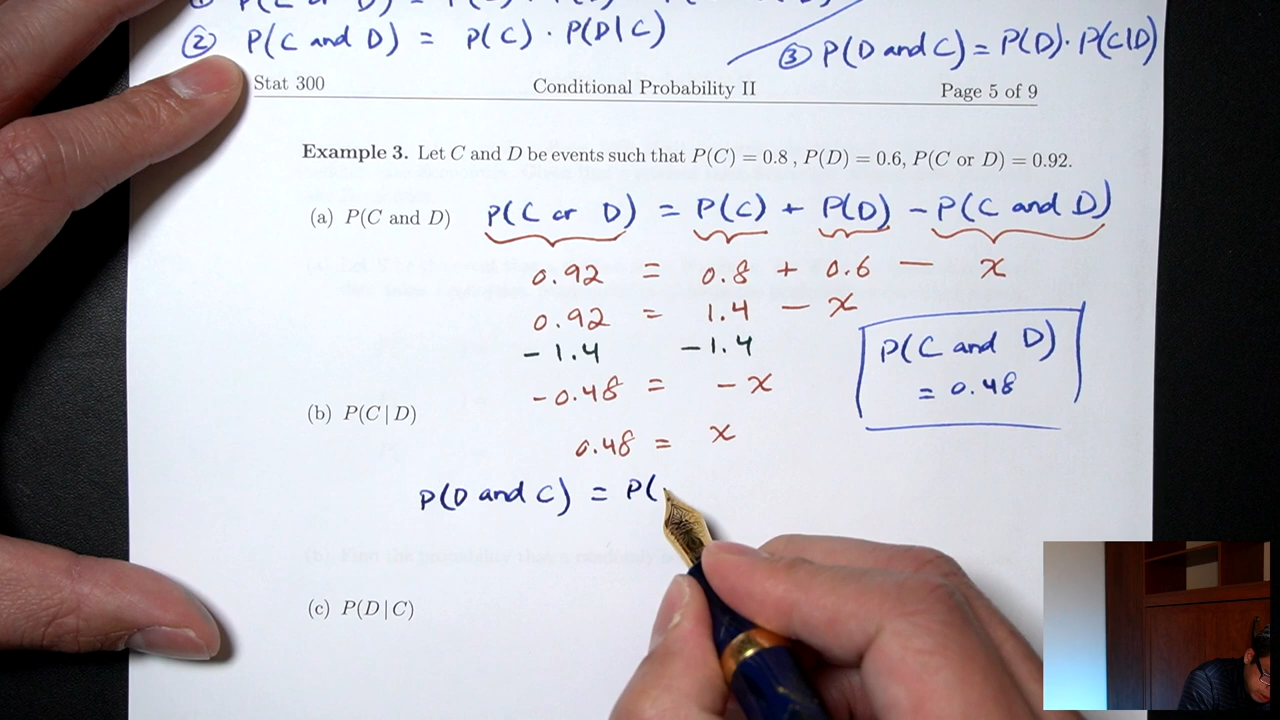 P(C or D) =
② P(C and D) = P(C) · P(D|C)
③ P(D and C) = P(D) · P(C|D)
Stat 300 Conditional Probability II Page 5 of 9
Example 3. Let C and D be events such that P(C) = 0.8 , P(D) = 0.6, P(C or D) = 0.92.
(a) P(C and D) P(C or D) = P(C) + P(D) − P(C and D)
0.92 = 0.8 + 0.6 − x
0.92 = 1.4 − x
−1.4 −1.4
−0.48 = −x
P(C and D)
= 0.48
(b) P(C | D)
0.48 = x
P(D and C) = P(
(c) P(D | C)